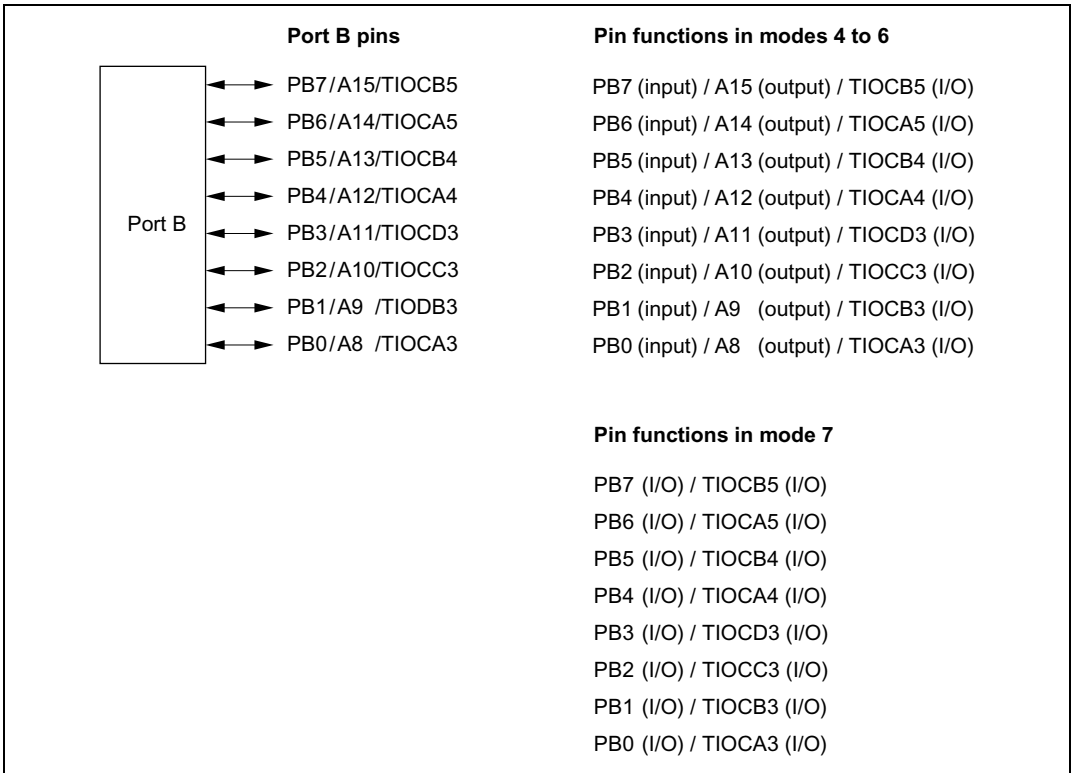 Port B pins
Port B
PB7/A15/TIOCB5
PB6/A14/TIOCA5
PB5/A13/TIOCB4
PB4/A12/TIOCA4
PB3/A11/TIOCD3
PB2/A10/TIOCC3
PB1/A9 /TIODB3
PB0/A8 /TIOCA3
Pin functions in modes 4 to 6
PB7 (input) / A15 (output) / TIOCB5 (I/O)
PB6 (input) / A14 (output) / TIOCA5 (I/O)
PB5 (input) / A13 (output) / TIOCB4 (I/O)
PB4 (input) / A12 (output) / TIOCA4 (I/O)
PB3 (input) / A11 (output) / TIOCD3 (I/O)
PB2 (input) / A10 (output) / TIOCC3 (I/O)
PB1 (input) / A9 (output) / TIOCB3 (I/O)
PB0 (input) / A8 (output) / TIOCA3 (I/O)
Pin functions in mode 7
PB7 (I/O) / TIOCB5 (I/O)
PB6 (I/O) / TIOCA5 (I/O)
PB5 (I/O) / TIOCB4 (I/O)
PB4 (I/O) / TIOCA4 (I/O)
PB3 (I/O) / TIOCD3 (I/O)
PB2 (I/O) / TIOCC3 (I/O)
PB1 (I/O) / TIOCB3 (I/O)
PB0 (I/O) / TIOCA3 (I/O)